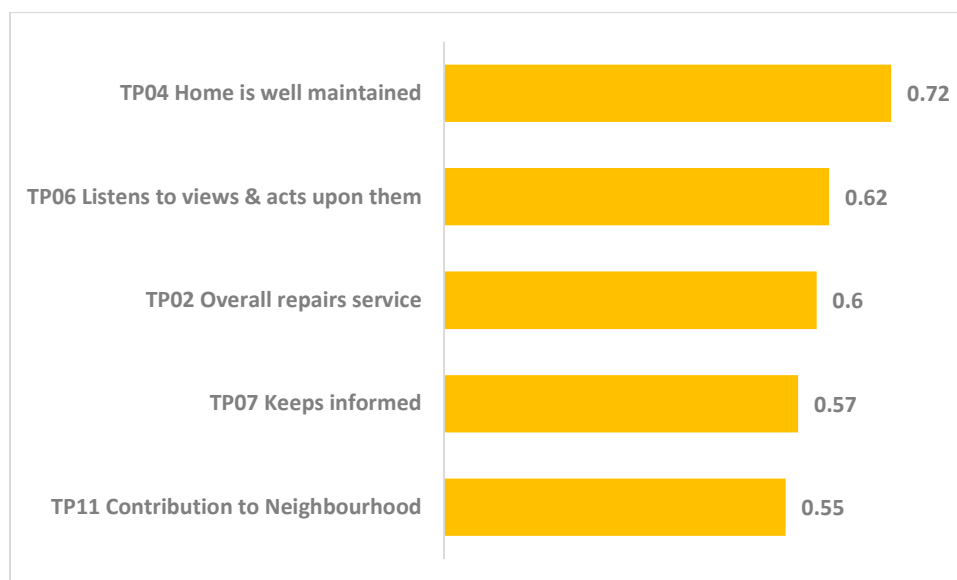 TP04 Home is well maintained 0.72
TP06 Listens to views & acts upon them 0.62
TP02 Overall repairs service 0.6
TP07 Keeps informed 0.57
TP11 Contribution to Neighbourhood 0.55